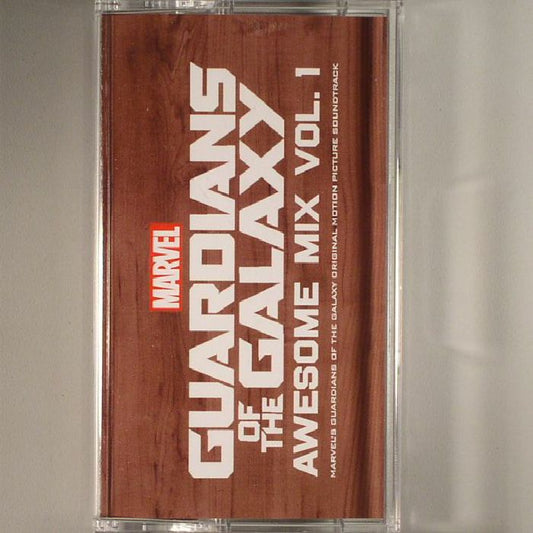 MARVEL
GUARDIANS
OF THE GALAXY
AWESOME MIX VOL. 1
MARVEL'S GUARDIANS OF THE GALAXY ORIGINAL MOTION PICTURE SOUNDTRACK